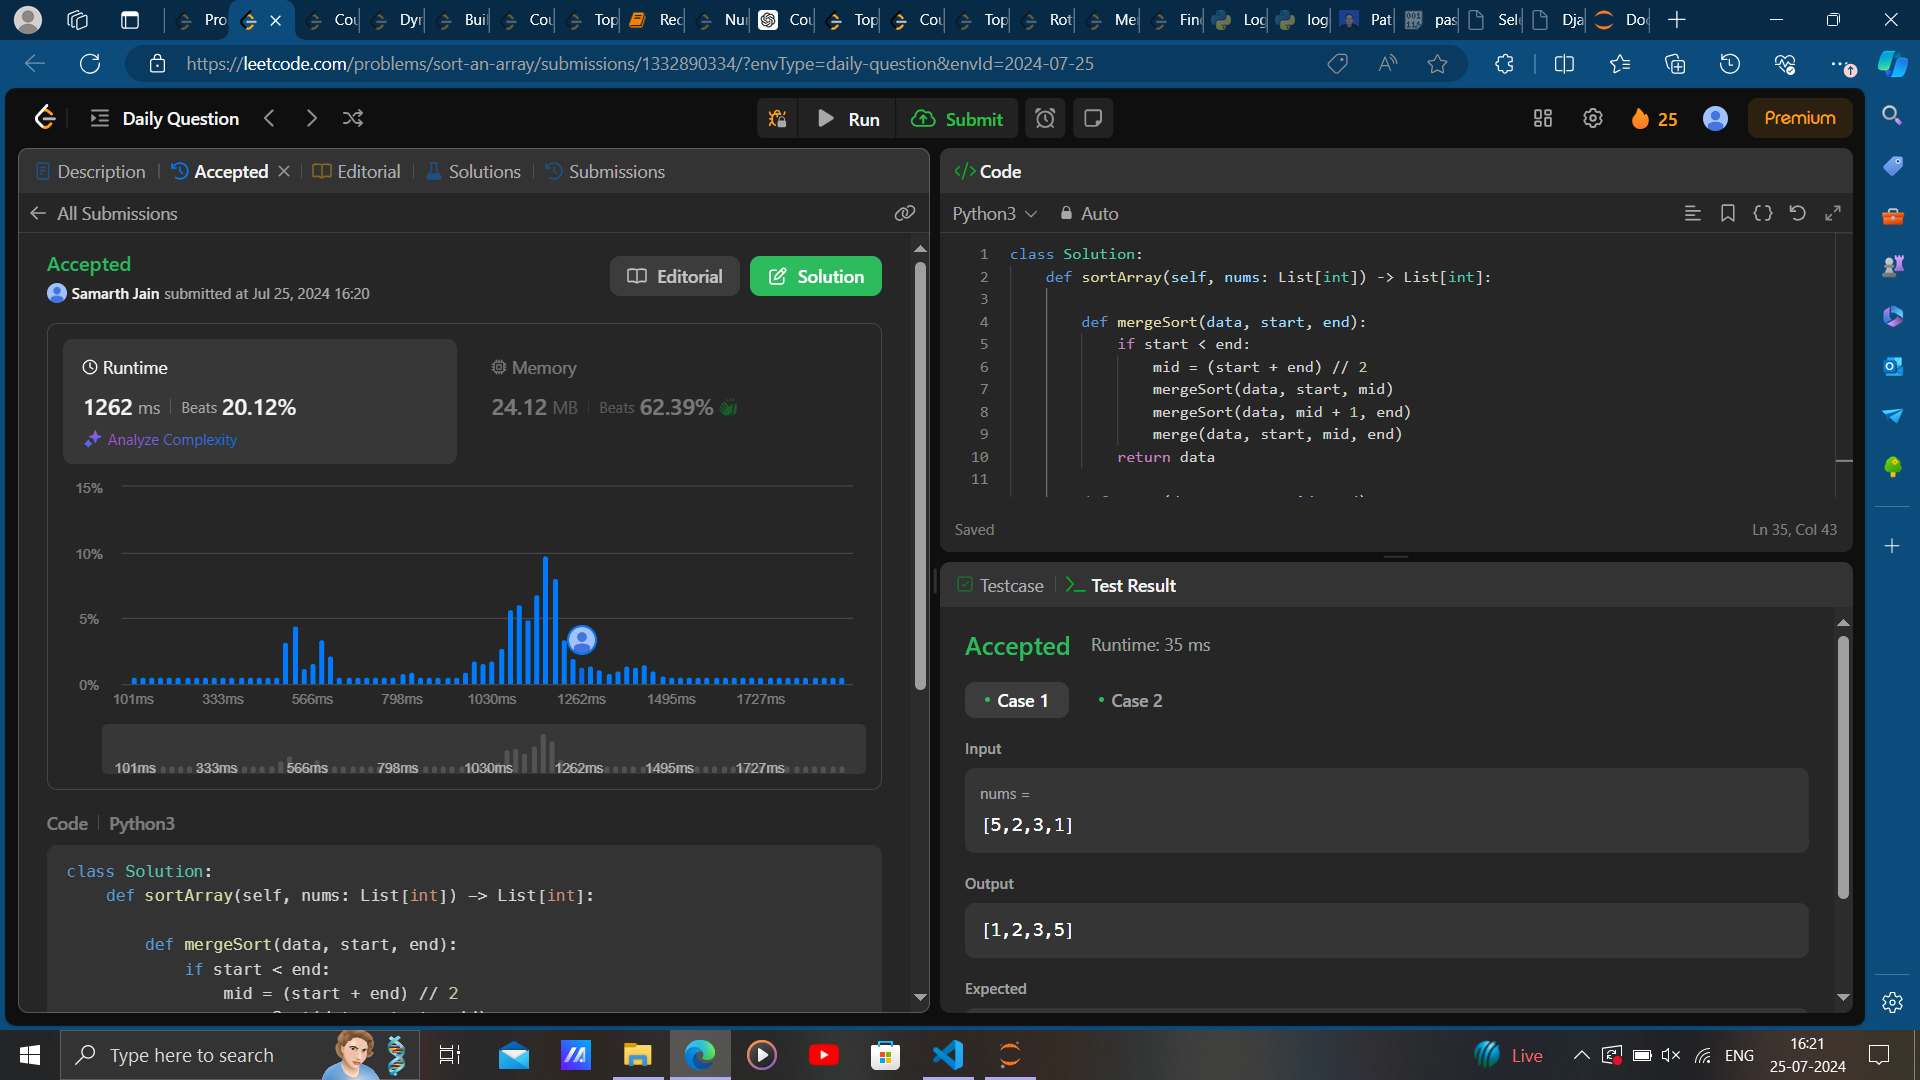 Pro
Cou
Dyn
Buil
Cou
Top
Rec
Nu
Cou
Top
Cou
Top
Rot
Me
Fin
Log
log
Pat
pas
Sel
Dja
Do
https://leetcode.com/problems/sort-an-array/submissions/1332890334/?envType=daily-question&envId=2024-07-25
Daily Question
Run
Submit
25
Premium
Description
Accepted
Editorial
Solutions
Submissions
All Submissions
Accepted
Samarth Jain submitted at Jul 25, 2024 16:20
Editorial
Solution
Runtime
1262 ms
Beats 20.12%
Analyze Complexity
Memory
24.12 MB
Beats 62.39%
15%
10%
5%
0%
101ms 333ms 566ms 798ms 1030ms 1262ms 1495ms 1727ms
101ms 333ms 566ms 798ms 1030ms 1262ms 1495ms 1727ms
Code
Python3
class Solution:
def sortArray(self, nums: List[int]) -> List[int]:
def mergeSort(data, start, end):
if start < end:
mid = (start + end) // 2
Code
Python3
Auto
1 class Solution:
2 def sortArray(self, nums: List[int]) -> List[int]:
3
4 def mergeSort(data, start, end):
5 if start < end:
6 mid = (start + end) // 2
7 mergeSort(data, start, mid)
8 mergeSort(data, mid + 1, end)
9 merge(data, start, mid, end)
10 return data
11
Saved
Ln 35, Col 43
Testcase
Test Result
Accepted
Runtime: 35 ms
Case 1
Case 2
Input
nums =
[5,2,3,1]
Output
[1,2,3,5]
Expected
Type here to search
Live
ENG
16:21
25-07-2024